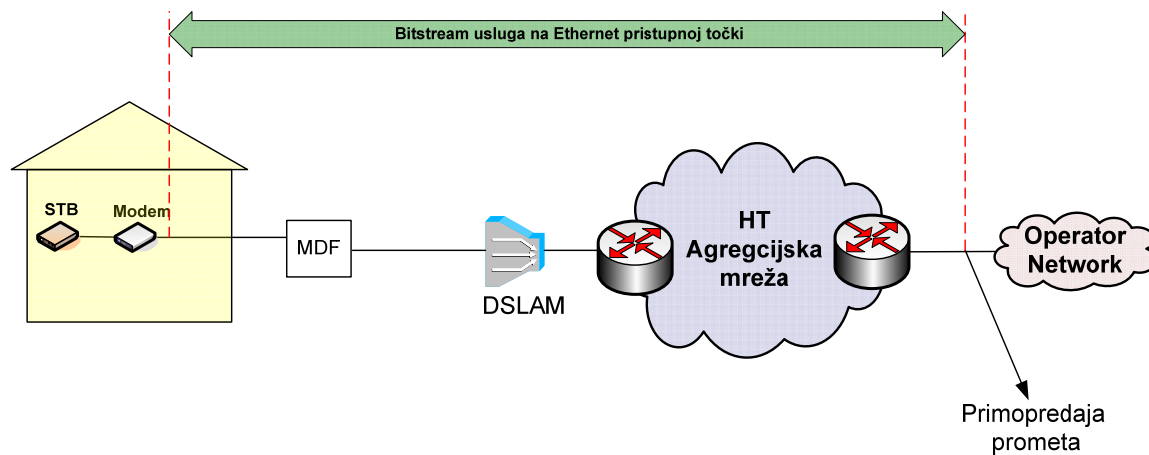 Bitstream usluga na Ethernet pristupnoj točki
STB
Modem
MDF
DSLAM
HT
Agregcijska
mreža
Operator
Network
Primopredaja
prometa